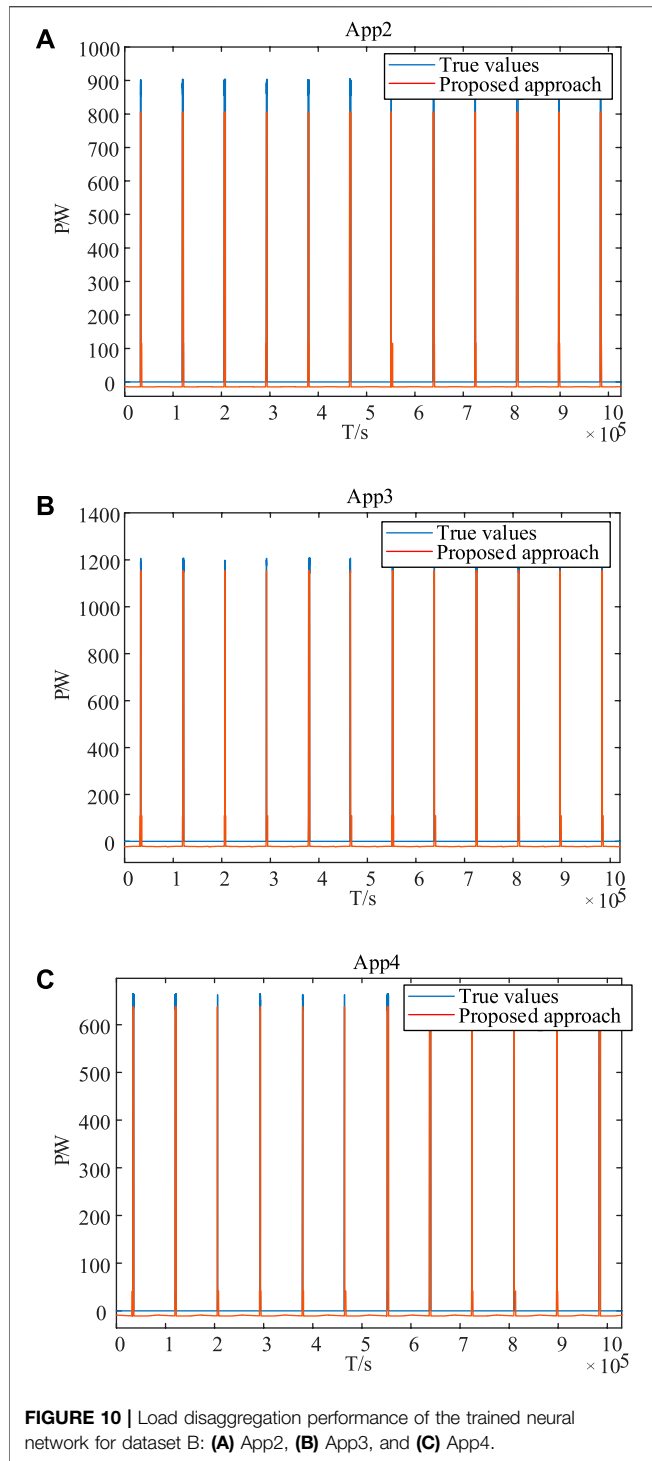 A
App2
1000
900
800
700
600
500
400
300
200
100
0
P/W
True values
Proposed approach
0 1 2 3 4 5 6 7 8 9 10
T/s
× 10^5
B
App3
1400
1200
1000
800
600
400
200
0
P/W
True values
Proposed approach
0 1 2 3 4 5 6 7 8 9 10
T/s
× 10^5
C
App4
600
500
400
300
200
100
0
P/W
True values
Proposed approach
0 1 2 3 4 5 6 7 8 9 10
T/s
× 10^5
FIGURE 10 | Load disaggregation performance of the trained neural
network for dataset B: (A) App2, (B) App3, and (C) App4.